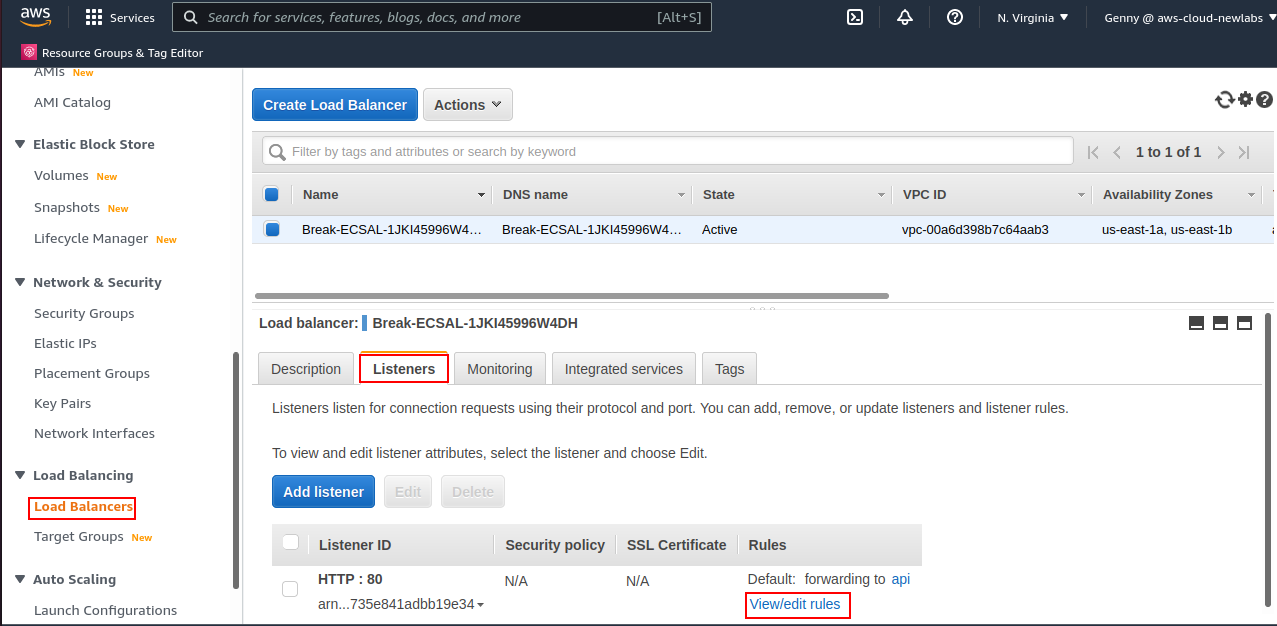 aws
Services
Search for services, features, blogs, docs, and more
[Alt+S]
N. Virginia
Genny @ aws-cloud-newlabs
Resource Groups & Tag Editor
AMIs New
AMI Catalog
Elastic Block Store
Volumes New
Snapshots New
Lifecycle Manager New
Network & Security
Security Groups
Elastic IPs
Placement Groups
Key Pairs
Network Interfaces
Load Balancing
Load Balancers
Target Groups New
Auto Scaling
Launch Configurations
Create Load Balancer
Actions
Filter by tags and attributes or search by keyword
1 to 1 of 1
Name DNS name State VPC ID Availability Zones
Break-ECSAL-1JKI45996W4... Break-ECSAL-1JKI45996W4... Active vpc-00a6d398b7c64aab3 us-east-1a, us-east-1b
Load balancer: Break-ECSAL-1JKI45996W4DH
Description Listeners Monitoring Integrated services Tags
Listeners listen for connection requests using their protocol and port. You can add, remove, or update listeners and listener rules.
To view and edit listener attributes, select the listener and choose Edit.
Add listener Edit Delete
Listener ID Security policy SSL Certificate Rules
HTTP : 80 N/A N/A Default: forwarding to api
arn...735e841adbb19e34 View/edit rules